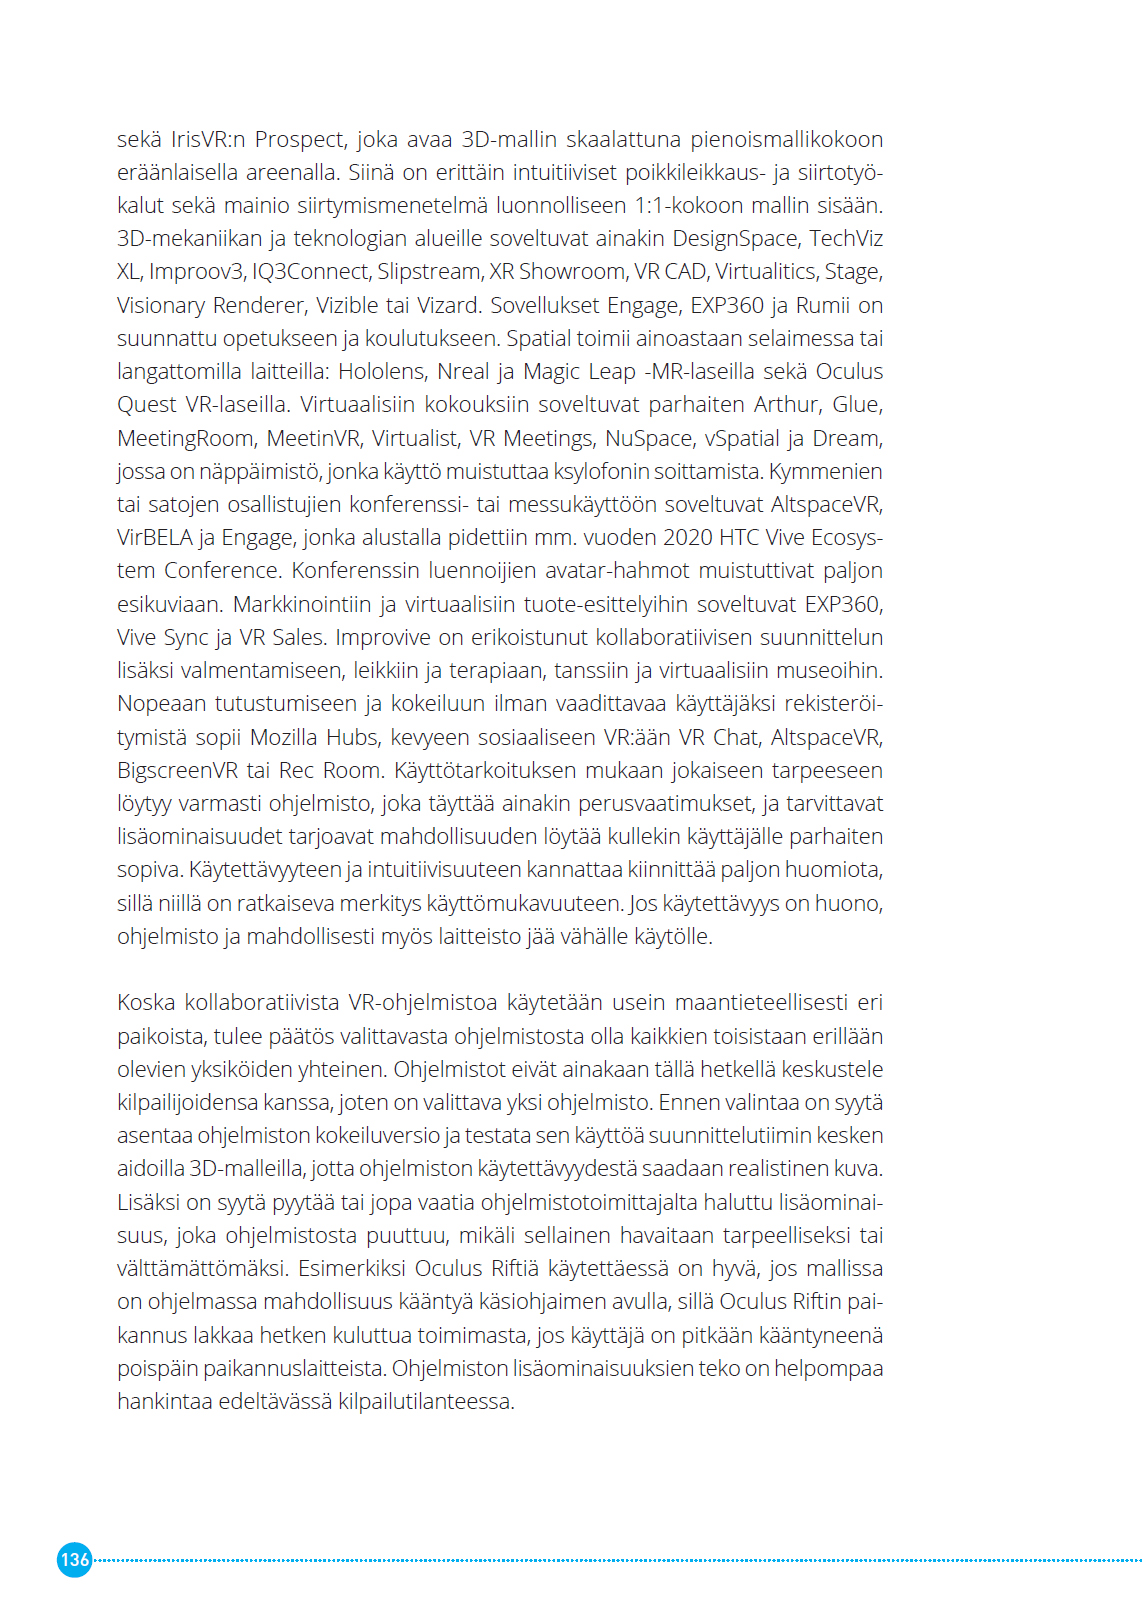 sekä IrisVR:n Prospect, joka avaa 3D-mallin skaalattuna pienoismallikokoon
eräänlaisella areenalla. Siinä on erittäin intuitiiviset poikkileikkaus- ja siirtotyö-
kalut sekä mainio siirtymismenetelmä luonnolliseen 1:1-kokoon mallin sisään.
3D-mekaniikan ja teknologian alueille soveltuvat ainakin DesignSpace, TechViz
XL, Improov3, IQ3Connect, Slipstream, XR Showroom, VR CAD, Virtualitics, Stage,
Visionary Renderer, Vizible tai Vizard. Sovellukset Engage, EXP360 ja Rumii on
suunnattu opetukseen ja koulutukseen. Spatial toimii ainoastaan selaimessa tai
langattomilla laitteilla: Hololens, Nreal ja Magic Leap -MR-laseilla sekä Oculus
Quest VR-laseilla. Virtuaalisiin kokouksiin soveltuvat parhaiten Arthur, Glue,
MeetingRoom, MeetinVR, Virtualist, VR Meetings, NuSpace, vSpatial ja Dream,
jossa on näppäimistö, jonka käyttö muistuttaa ksylofonin soittamista. Kymmenien
tai satojen osallistujien konferenssi- tai messukäyttöön soveltuvat AltspaceVR,
VirBELA ja Engage, jonka alustalla pidettiin mm. vuoden 2020 HTC Vive Ecosys-
tem Conference. Konferenssin luennoijien avatar-hahmot muistuttivat paljon
esikuviaan. Markkinointiin ja virtuaalisiin tuote-esittelyihin soveltuvat EXP360,
Vive Sync ja VR Sales. Improvive on erikoistunut kollaboratiivisen suunnittelun
lisäksi valmentamiseen, leikkiin ja terapiaan, tanssiin ja virtuaalisiin museoihin.
Nopeaan tutustumiseen ja kokeiluun ilman vaadittavaa käyttäjäksi rekisteröi-
tymistä sopii Mozilla Hubs, kevyeen sosiaaliseen VR:ään VR Chat, AltspaceVR,
BigscreenVR tai Rec Room. Käyttötarkoituksen mukaan jokaiseen tarpeeseen
löytyy varmasti ohjelmisto, joka täyttää ainakin perusvaatimukset, ja tarvittavat
lisäominaisuudet tarjoavat mahdollisuuden löytää kullekin käyttäjälle parhaiten
sopiva. Käytettävyyteen ja intuitiivisuuteen kannattaa kiinnittää paljon huomiota,
sillä niillä on ratkaiseva merkitys käyttömukavuuteen. Jos käytettävyys on huono,
ohjelmisto ja mahdollisesti myös laitteisto jää vähälle käytölle.
Koska kollaboratiivista VR-ohjelmistoa käytetään usein maantieteellisesti eri
paikoista, tulee päätös valittavasta ohjelmistosta olla kaikkien toisistaan erillään
olevien yksiköiden yhteinen. Ohjelmistot eivät ainakaan tällä hetkellä keskustele
kilpailijoidensa kanssa, joten on valittava yksi ohjelmisto. Ennen valintaa on syytä
asentaa ohjelmiston kokeiluversio ja testata sen käyttöä suunnittelutiimin kesken
aidoilla 3D-malleilla, jotta ohjelmiston käytettävyydestä saadaan realistinen kuva.
Lisäksi on syytä pyytää tai jopa vaatia ohjelmistotoimittajalta haluttu lisäominai-
suus, joka ohjelmistosta puuttuu, mikäli sellainen havaitaan tarpeelliseksi tai
välttämättömäksi. Esimerkiksi Oculus Riftiä käytettäessä on hyvä, jos mallissa
on ohjelmassa mahdollisuus kääntyä käsiohjaimen avulla, sillä Oculus Riftin pai-
kannus lakkaa hetken kuluttua toimimasta, jos käyttäjä on pitkään kääntyneenä
poispäin paikannuslaitteista. Ohjelmiston lisäominaisuuksien teko on helpompaa
hankintaa edeltävässä kilpailutilanteessa.
136